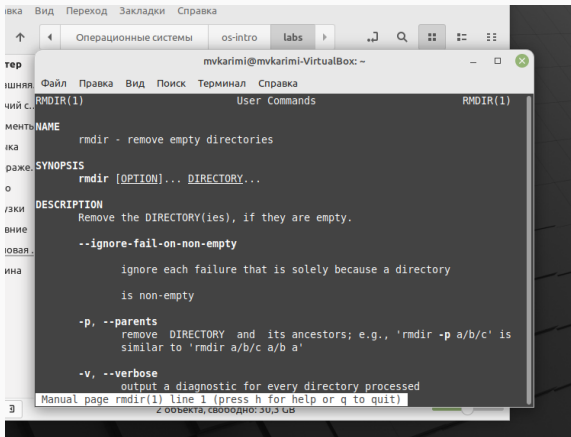 Вид Переход Закладки Справка
Операционные системы os-intro labs
mvkarimi@mvkarimi-VirtualBox: ~
Файл Правка Вид Поиск Терминал Справка
RMDIR(1) User Commands RMDIR(1)
NAME
rmdir - remove empty directories
SYNOPSIS
rmdir [OPTION]... DIRECTORY...
DESCRIPTION
Remove the DIRECTORY(ies), if they are empty.
--ignore-fail-on-non-empty
ignore each failure that is solely because a directory
is non-empty
-p, --parents
remove DIRECTORY and its ancestors; e.g., 'rmdir -p a/b/c' is
similar to 'rmdir a/b/c a/b a'
-v, --verbose
output a diagnostic for every directory processed
Manual page rmdir(1) line 1 (press h for help or q to quit)
2 объекта, свободно: 30,3 GB